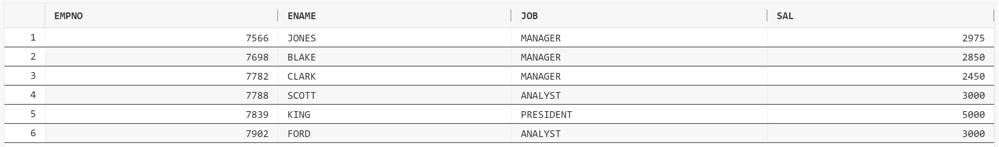 EMPNO ENAME JOB SAL
1 7566 JONES MANAGER 2975
2 7698 BLAKE MANAGER 2850
3 7782 CLARK MANAGER 2450
4 7788 SCOTT ANALYST 3000
5 7839 KING PRESIDENT 5000
6 7902 FORD ANALYST 3000